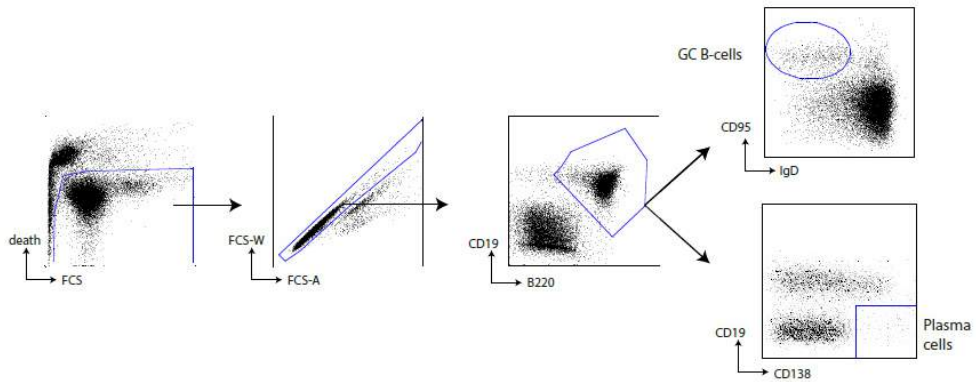 death
FCS
FCS-W
FCS-A
CD19
B220
GC B-cells
CD95
IgD
CD19
CD138
Plasma
cells